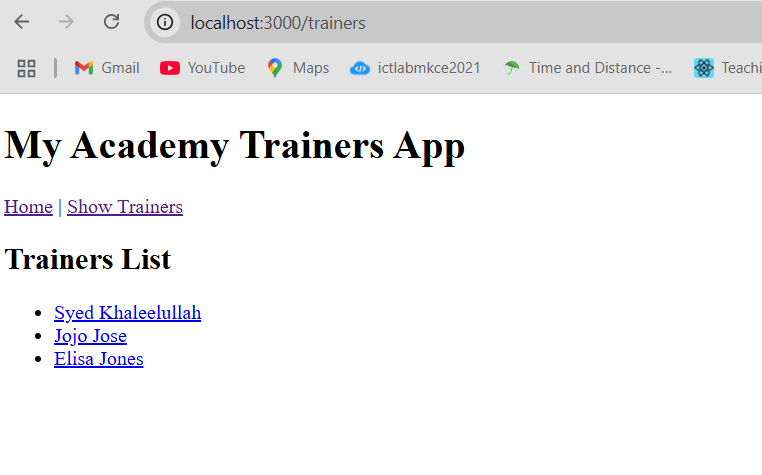 localhost:3000/trainers
Gmail YouTube Maps ictlabmkce2021 Time and Distance -... Teachi
My Academy Trainers App
Home | Show Trainers
Trainers List
• Syed Khaleelullah
• Jojo Jose
• Elisa Jones